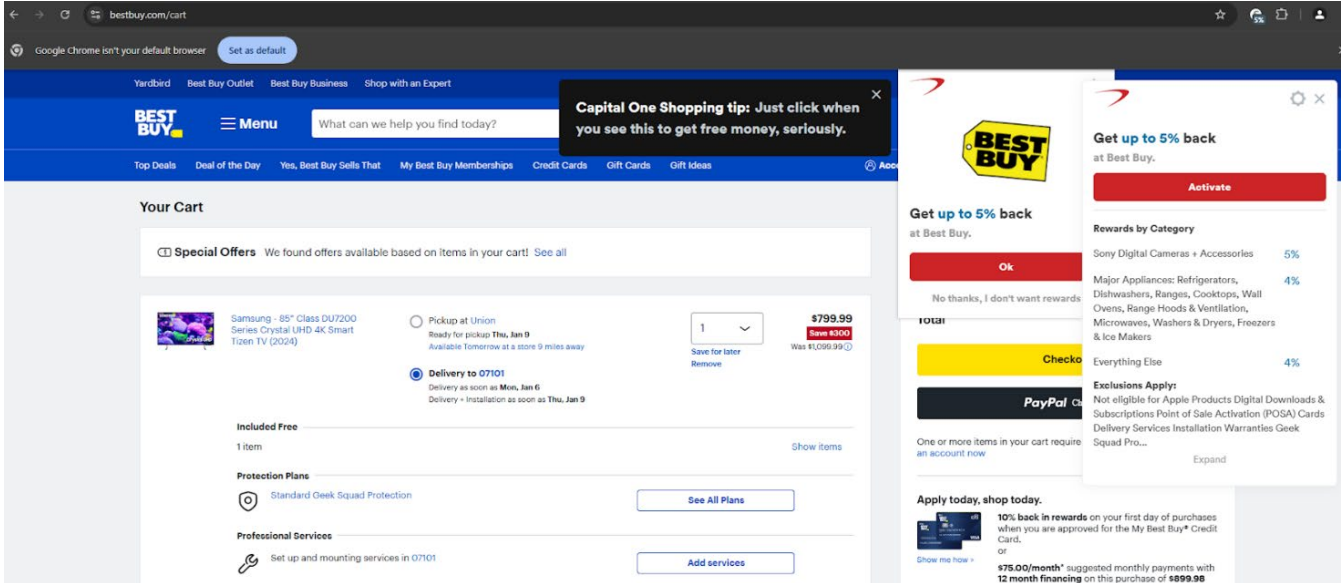 bestbuy.com/cart
5%
Google Chrome isn't your default browser
Set as default
Yardbird Best Buy Outlet Best Buy Business Shop with an Expert
BEST
BUY
Menu
What can we help you find today?
Capital One Shopping tip: Just click when
you see this to get free money, seriously.
Top Deals Deal of the Day Yes, Best Buy Sells That My Best Buy Memberships Credit Cards Gift Cards Gift Ideas
BEST
BUY
Get up to 5% back
at Best Buy.
Ok
No thanks, I don't want rewards
Get up to 5% back
at Best Buy.
Activate
Rewards by Category
Sony Digital Cameras + Accessories 5%
Major Appliances: Refrigerators, 4%
Dishwashers, Ranges, Cooktops, Wall
Ovens, Range Hoods & Ventilation,
Microwaves, Washers & Dryers, Freezers
& Ice Makers
Everything Else 4%
Exclusions Apply:
Not eligible for Apple Products Digital Downloads &
Subscriptions Point of Sale Activation (POSA) Cards
Delivery Services Installation Warranties Geek
Squad Pro...
Expand
Your Cart
Special Offers We found offers available based on items in your cart! See all
Samsung - 85" Class DU7200
Series Crystal UHD 4K Smart
Tizen TV (2024)
Pickup at Union
Ready for pickup Thu, Jan 9
Available Tomorrow at a store 9 miles away
Delivery to 07101
Delivery as soon as Mon, Jan 6
Delivery + Installation as soon as Thu, Jan 9
1
Save for later
Remove
$799.99
Save $300
Was $1,099.99
Included Free
1 item Show items
Protection Plans
Standard Geek Squad Protection See All Plans
Professional Services
Set up and mounting services in 07101 Add services
Total
Checko
PayPal
One or more items in your cart require
an account now
Apply today, shop today.
10% back in rewards on your first day of purchases
when you are approved for the My Best Buy® Credit
Card.
or
Show me how >
$75.00/month* suggested monthly payments with
12 month financing on this purchase of $899.98